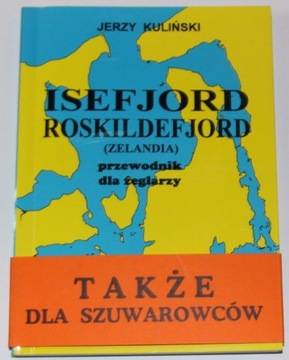 JERZY KULIŃSKI
ISEFJORD
ROSKILDEFJORD
(ZELANDIA)
przewodnik
dla żeglarzy
TAKŻE
DLA SZUWAROWCÓW